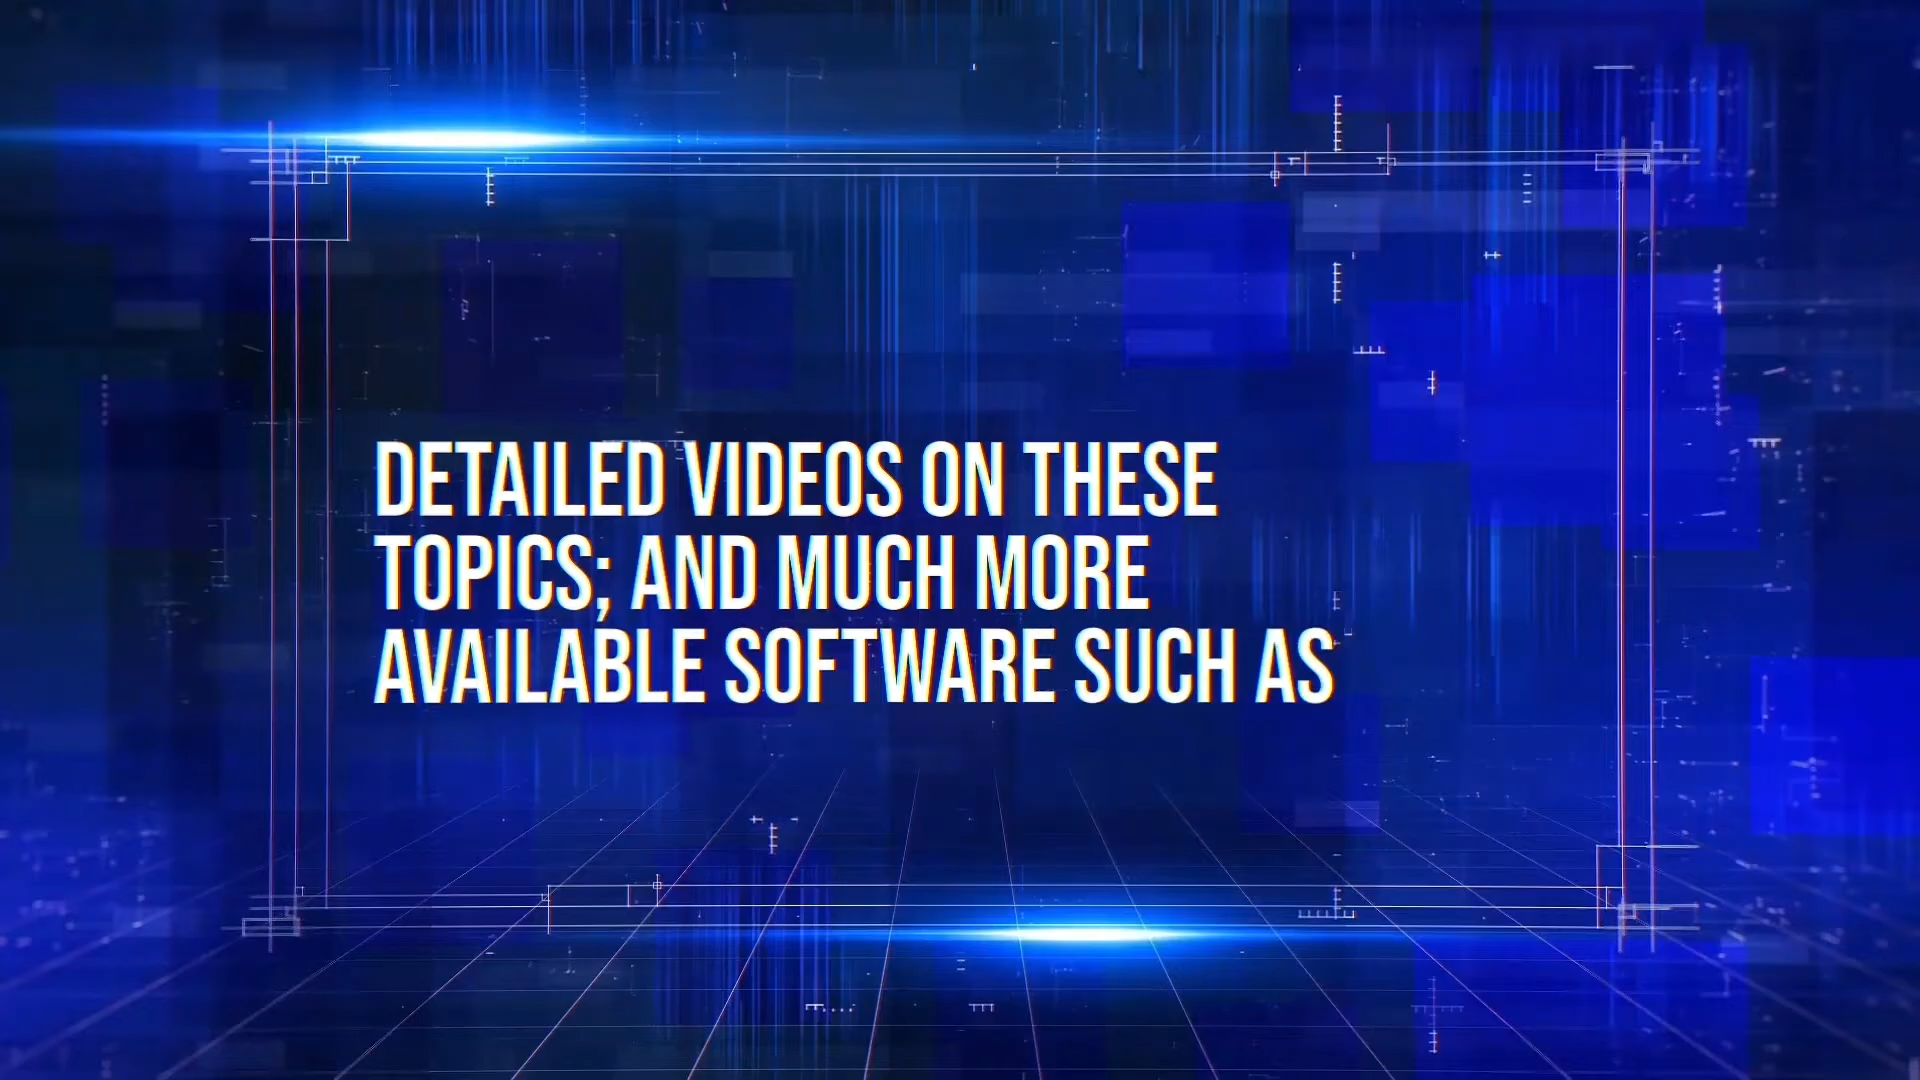 DETAILED VIDEOS ON THESE
TOPICS; AND MUCH MORE
AVAILABLE SOFTWARE SUCH AS